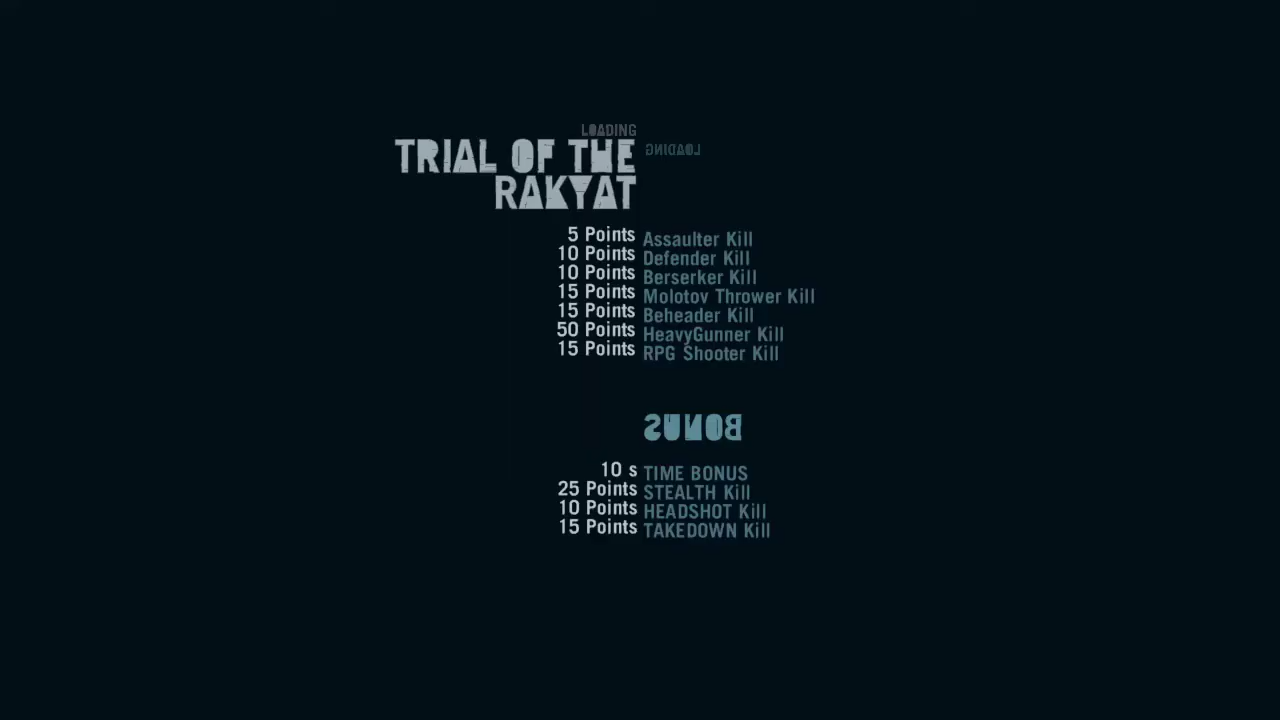 LOADING
LOADING
TRIAL OF THE
RAKYAT
5 Points Assaulter Kill
10 Points Defender Kill
10 Points Berserker Kill
15 Points Molotov Thrower Kill
15 Points Beheader Kill
50 Points HeavyGunner Kill
15 Points RPG Shooter Kill
BONUS
10 s TIME BONUS
25 Points STEALTH Kill
10 Points HEADSHOT Kill
15 Points TAKEDOWN Kill